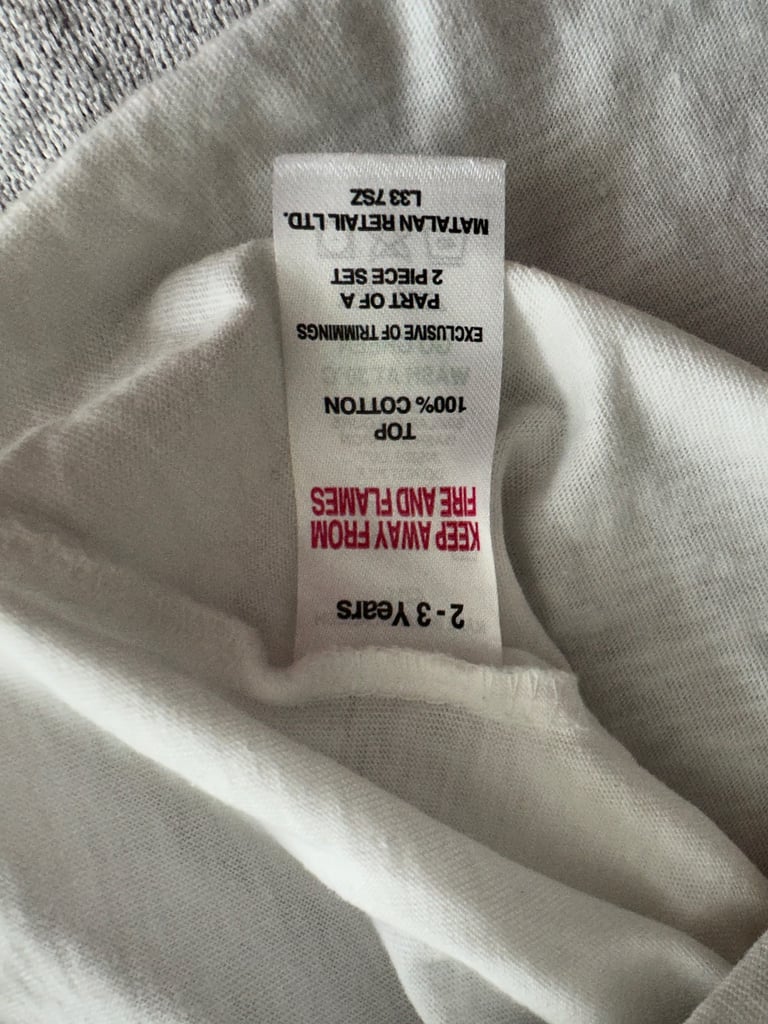 2 - 3 Years
KEEP AWAY FROM
FIRE AND FLAMES
TOP
100% COTTON
EXCLUSIVE OF TRIMMINGS
PART OF A
2 PIECE SET
MATALAN RETAIL LTD.
L33 7SZ